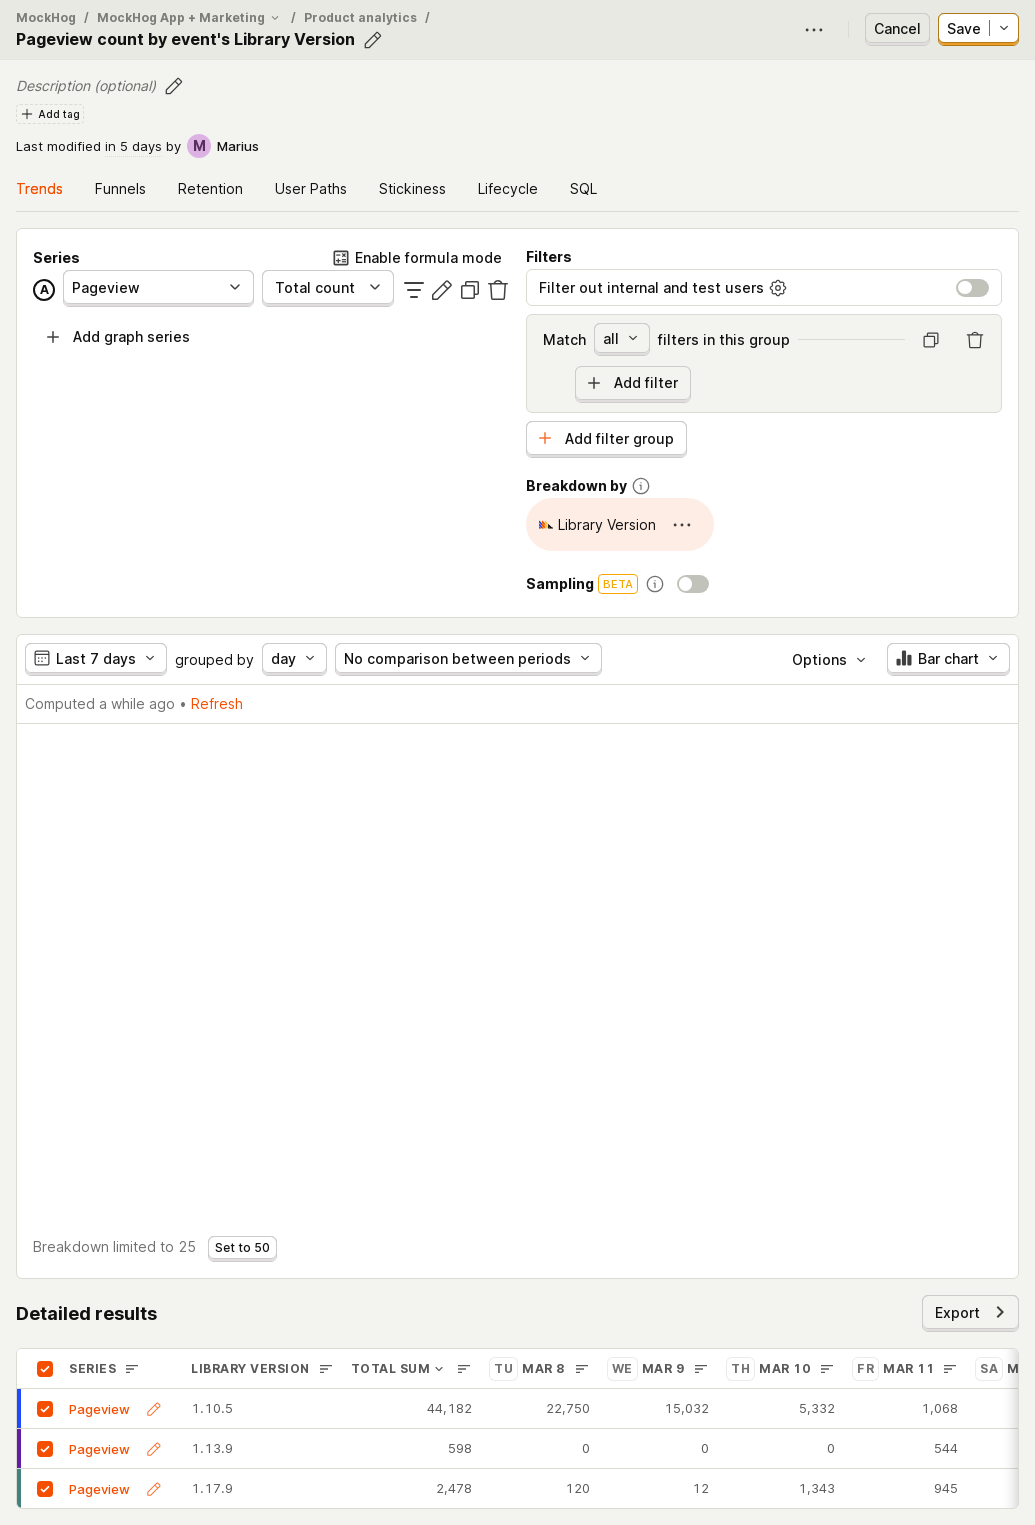 MockHog / MockHog App + Marketing / Product analytics /
Pageview count by event's Library Version
Cancel
Save
Description (optional)
Add tag
Last modified in 5 days by M Marius
Trends Funnels Retention User Paths Stickiness Lifecycle SQL
Series
Enable formula mode
A Pageview Total count
Add graph series
Filters
Filter out internal and test users
Match all filters in this group
Add filter
Add filter group
Breakdown by
Library Version
Sampling BETA
Last 7 days grouped by day No comparison between periods Options Bar chart
Computed a while ago • Refresh
Breakdown limited to 25 Set to 50
Detailed results
Export
SERIES LIBRARY VERSION TOTAL SUM TU MAR 8 WE MAR 9 TH MAR 10 FR MAR 11 SA M
Pageview 1.10.5 44,182 22,750 15,032 5,332 1,068
Pageview 1.13.9 598 0 0 0 544
Pageview 1.17.9 2,478 120 12 1,343 945